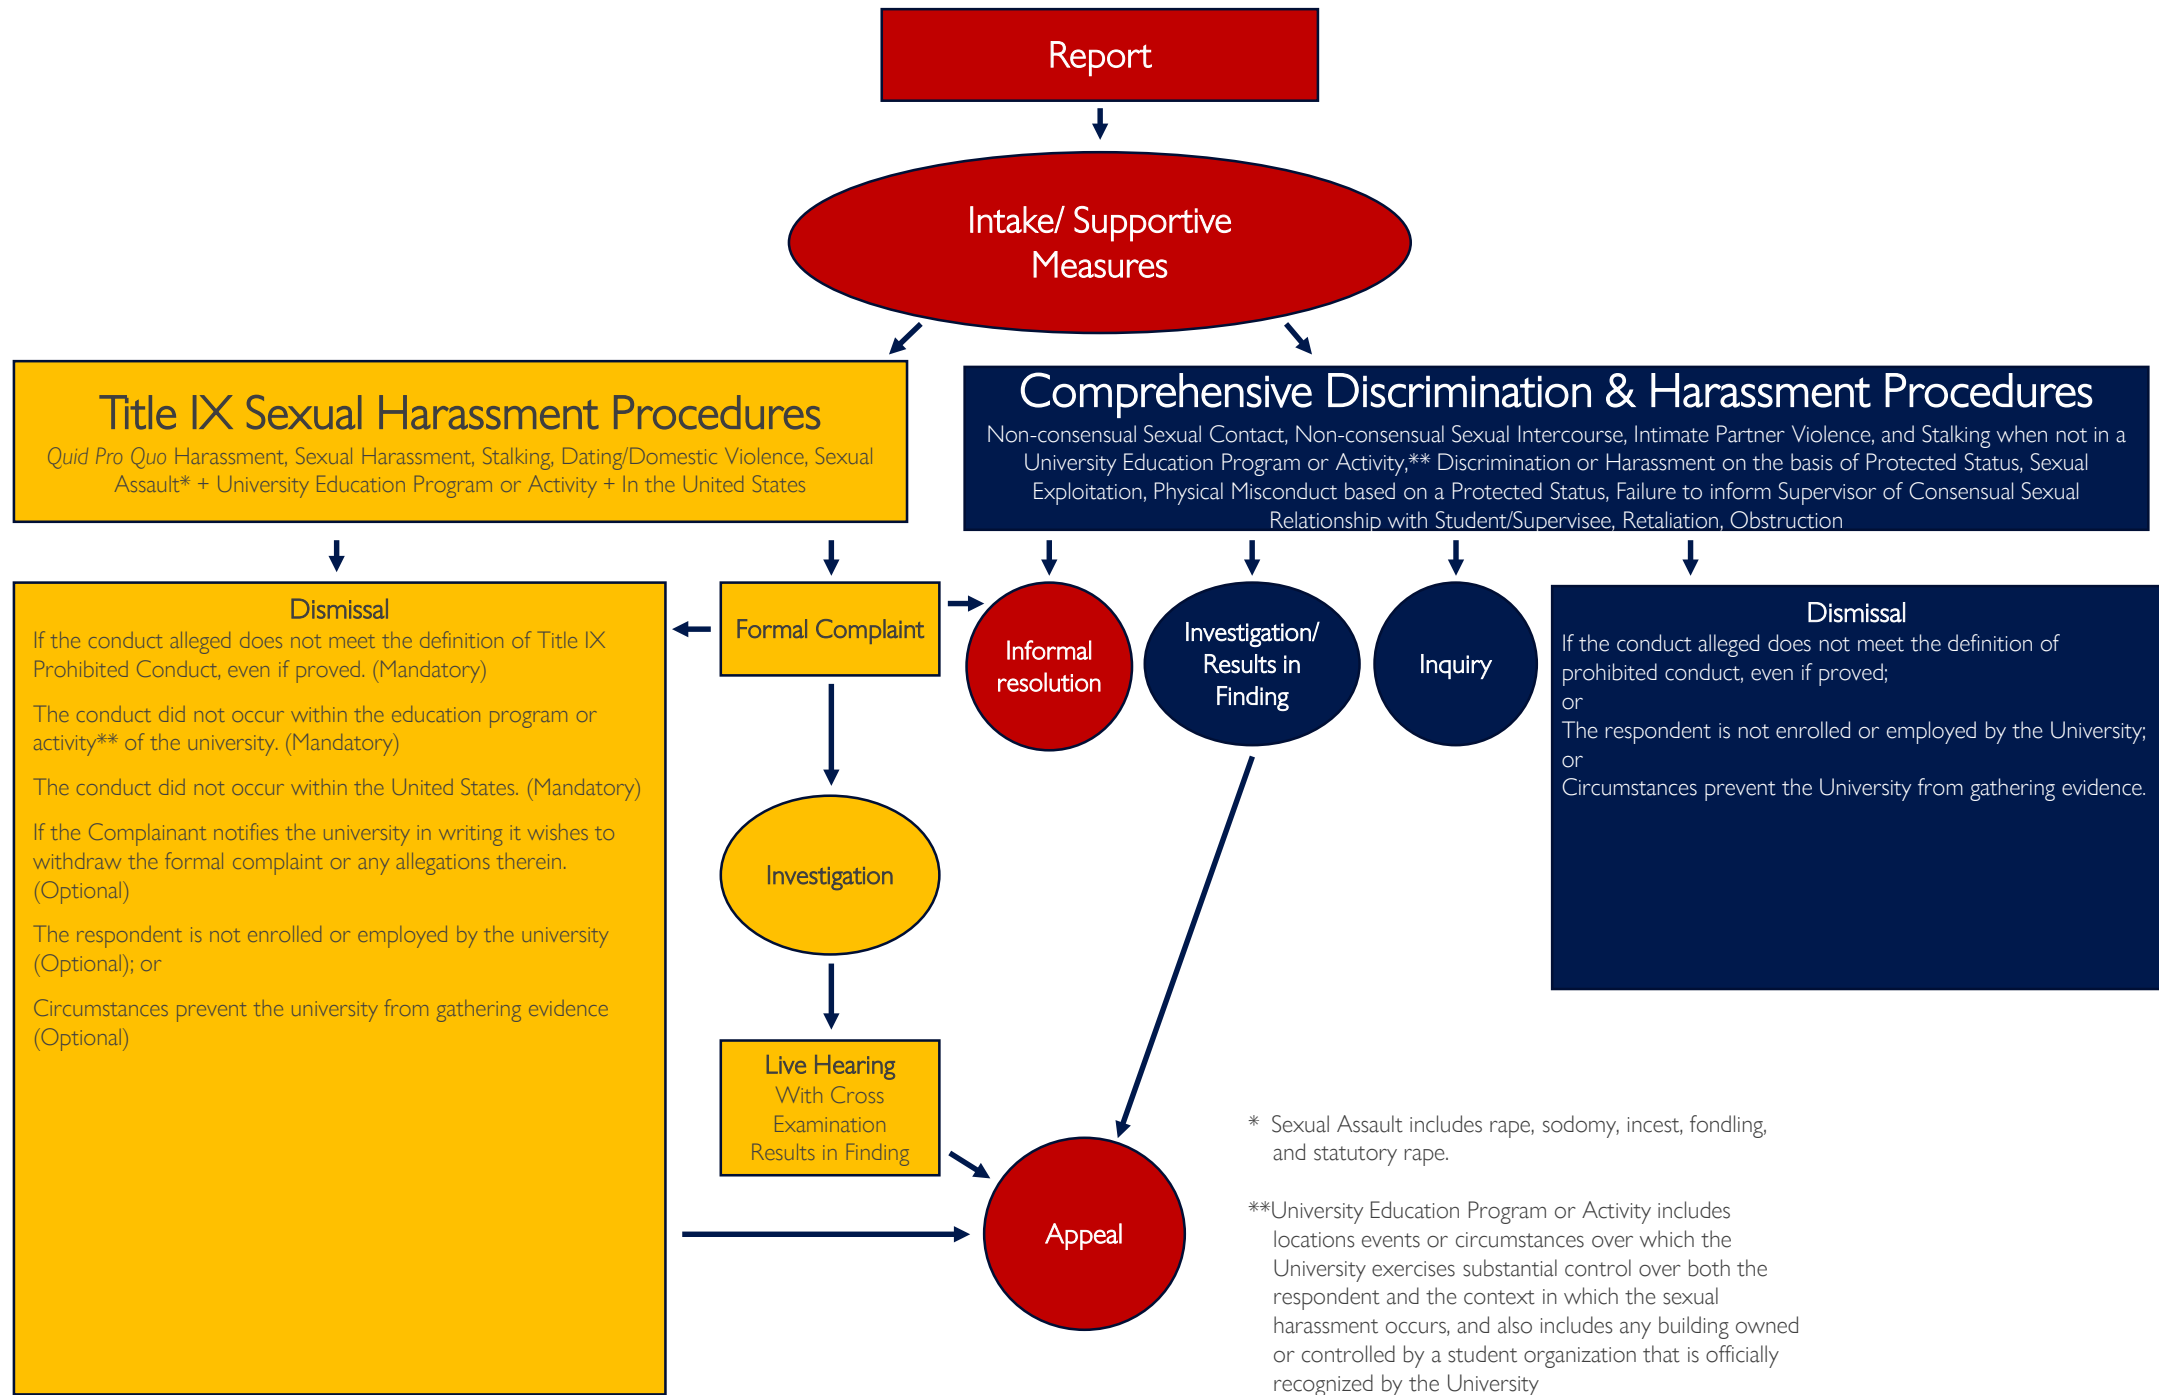 Report
Intake/ Supportive
Measures
Title IX Sexual Harassment Procedures
Quid Pro Quo Harassment, Sexual Harassment, Stalking, Dating/Domestic Violence, Sexual
Assault* + University Education Program or Activity + In the United States
Comprehensive Discrimination & Harassment Procedures
Non-consensual Sexual Contact, Non-consensual Sexual Intercourse, Intimate Partner Violence, and Stalking when not in a
University Education Program or Activity,** Discrimination or Harassment on the basis of Protected Status, Sexual
Exploitation, Physical Misconduct based on a Protected Status, Failure to inform Supervisor of Consensual Sexual
Relationship with Student/Supervisee, Retaliation, Obstruction
Dismissal
If the conduct alleged does not meet the definition of Title IX
Prohibited Conduct, even if proved. (Mandatory)
The conduct did not occur within the education program or
activity** of the university. (Mandatory)
The conduct did not occur within the United States. (Mandatory)
If the Complainant notifies the university in writing it wishes to
withdraw the formal complaint or any allegations therein.
(Optional)
The respondent is not enrolled or employed by the university
(Optional); or
Circumstances prevent the university from gathering evidence
(Optional)
Formal Complaint
Investigation
Live Hearing
With Cross
Examination
Results in Finding
Informal
resolution
Investigation/
Results in
Finding
Inquiry
Dismissal
If the conduct alleged does not meet the definition of
prohibited conduct, even if proved;
or
The respondent is not enrolled or employed by the University;
or
Circumstances prevent the University from gathering evidence.
Appeal
* Sexual Assault includes rape, sodomy, incest, fondling,
and statutory rape.
**University Education Program or Activity includes
locations events or circumstances over which the
University exercises substantial control over both the
respondent and the context in which the sexual
harassment occurs, and also includes any building owned
or controlled by a student organization that is officially
recognized by the University